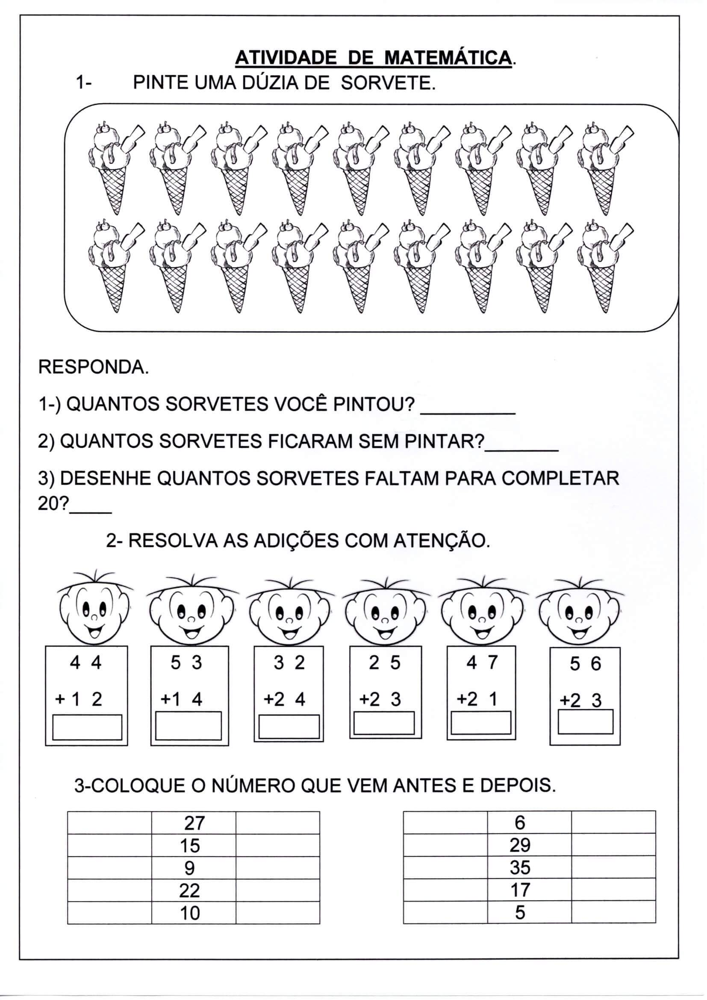 ATIVIDADE DE MATEMÁTICA.
1- PINTE UMA DÚZIA DE SORVETE.
RESPONDA.
1-) QUANTOS SORVETES VOCÊ PINTOU? __________
2) QUANTOS SORVETES FICARAM SEM PINTAR?________
3) DESENHE QUANTOS SORVETES FALTAM PARA COMPLETAR
20?____
2- RESOLVA AS ADIÇÕES COM ATENÇÃO.
4 4 5 3 3 2 2 5 4 7 5 6
+ 1 2 +1 4 +2 4 +2 3 +2 1 +2 3
3-COLOQUE O NÚMERO QUE VEM ANTES E DEPOIS.
27 6
15 29
9 35
22 17
10 5